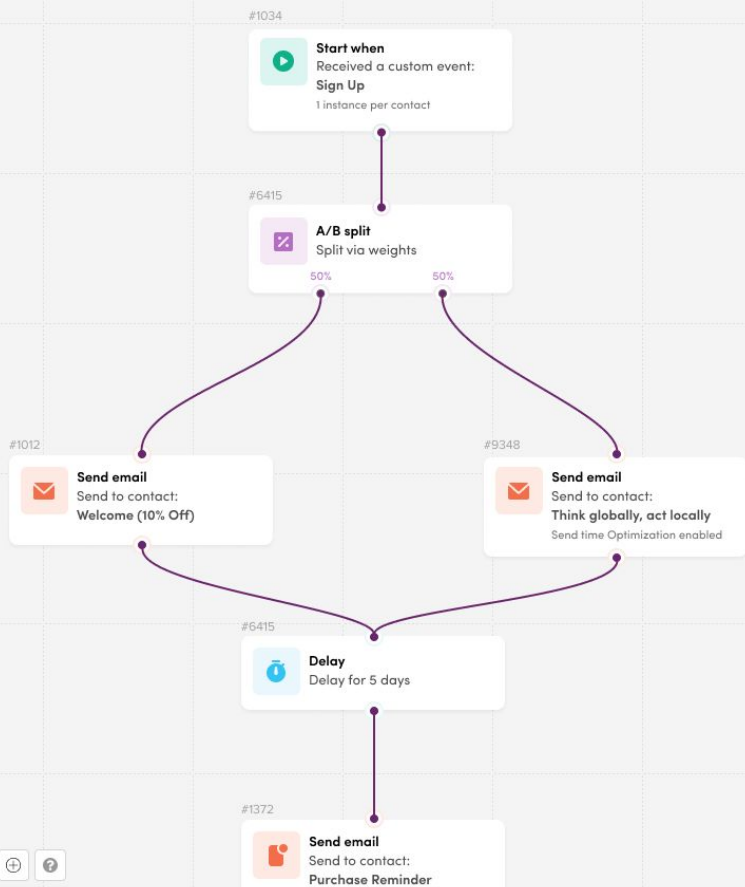 #1034
Start when
Received a custom event:
Sign Up
1 instance per contact
#6415
A/B split
Split via weights
50%
50%
#1012
Send email
Send to contact:
Welcome (10% Off)
#9348
Send email
Send to contact:
Think globally, act locally
Send time Optimization enabled
#6415
Delay
Delay for 5 days
#1372
Send email
Send to contact:
Purchase Reminder
?